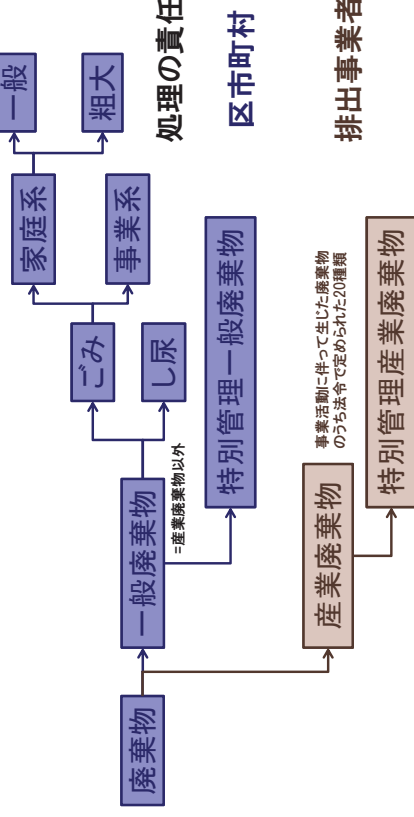 廃棄物
一般廃棄物
=産業廃棄物以外
ごみ
し尿
家庭系
事業系
一般
粗大
特別管理一般廃棄物
産業廃棄物
事業活動に伴って生じた廃棄物
のうち法令で定められた20種類
特別管理産業廃棄物
処理の責任
区市町村
排出事業者